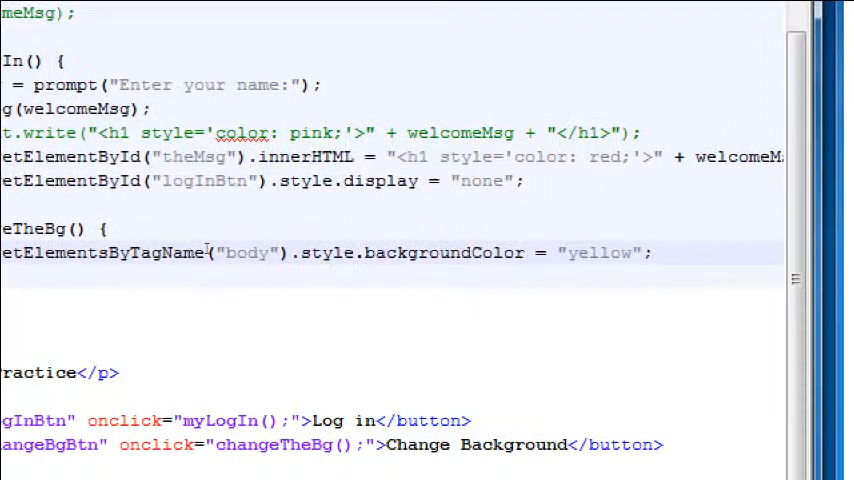 meMsg);
In() {
= prompt("Enter your name:");
g(welcomeMsg);
t.write("<h1 style='color: pink;'>" + welcomeMsg + "</h1>");
etElementById("theMsg").innerHTML = "<h1 style='color: red;'>" + welcomeM
etElementById("logInBtn").style.display = "none";
eTheBg() {
etElementsByTagName("body").style.backgroundColor = "yellow";
ractice</p>
gInBtn" onclick="myLogIn();">Log in</button>
angeBgBtn" onclick="changeTheBg();">Change Background</button>